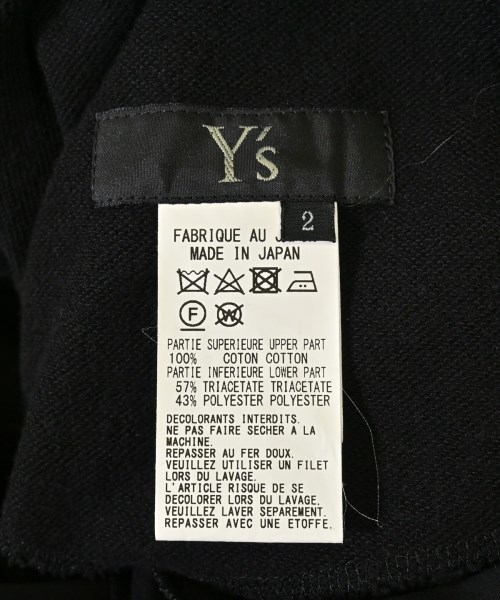 Y's
2
FABRIQUE AU JAPON
MADE IN JAPAN
F W
PARTIE SUPERIEURE UPPER PART
100% COTON COTTON
PARTIE INFERIEURE LOWER PART
57% TRIACETATE TRIACETATE
43% POLYESTER POLYESTER
DECOLORANTS INTERDITS.
NE PAS FAIRE SECHER A LA
MACHINE.
REPASSER AU FER DOUX.
VEUILLEZ UTILISER UN FILET
LORS DU LAVAGE.
L'ARTICLE RISQUE DE SE
DECOLORER LORS DU LAVAGE,
VEUILLEZ LAVER SEPAREMENT.
REPASSER AVEC UNE ETOFFE.